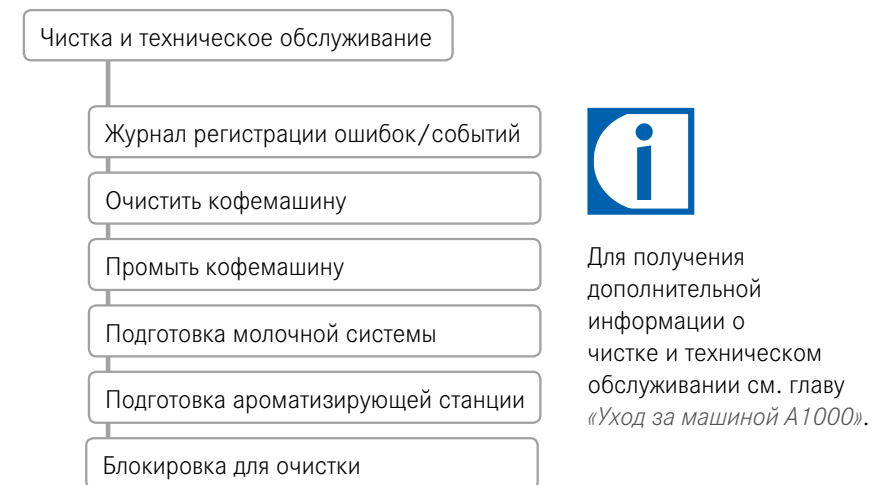 Чистка и техническое обслуживание
Журнал регистрации ошибок/событий
Очистить кофемашину
Промыть кофемашину
Подготовка молочной системы
Подготовка ароматизирующей станции
Блокировка для очистки
i
Для получения
дополнительной
информации о
чистке и техническом
обслуживании см. главу
«Уход за машиной A1000».